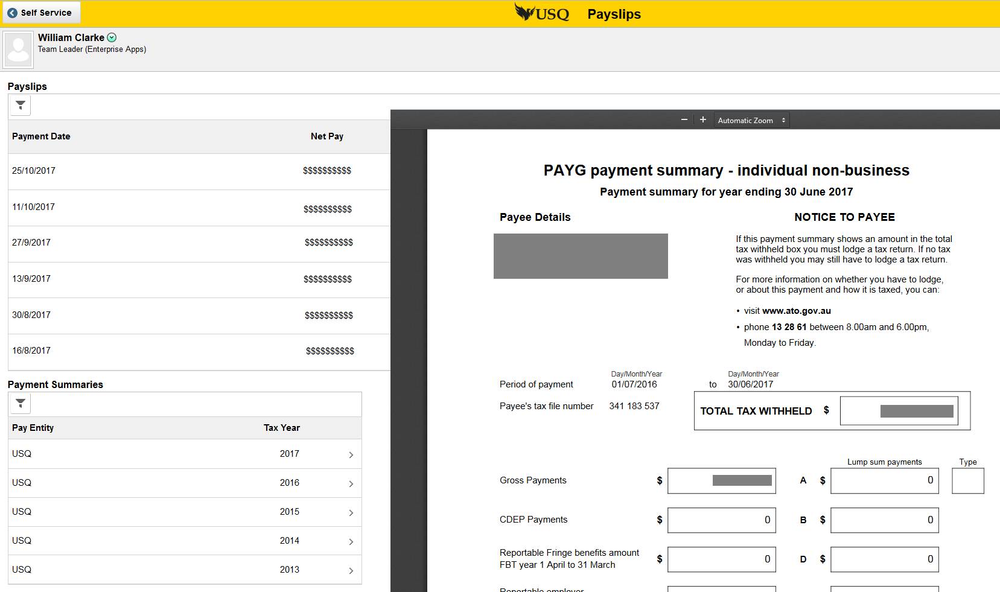 Self Service
USQ Payslips
William Clarke
Team Leader (Enterprise Apps)
Payslips
Payment Date Net Pay
25/10/2017 $$$$$$$$$$
11/10/2017 $$$$$$$$$$
27/9/2017 $$$$$$$$$$
13/9/2017 $$$$$$$$$$
30/8/2017 $$$$$$$$$$
16/8/2017 $$$$$$$$$$
Payment Summaries
Pay Entity Tax Year
USQ 2017
USQ 2016
USQ 2015
USQ 2014
USQ 2013
Automatic Zoom
PAYG payment summary - individual non-business
Payment summary for year ending 30 June 2017
Payee Details
NOTICE TO PAYEE
If this payment summary shows an amount in the total
tax withheld box you must lodge a tax return. If no tax
was withheld you may still have to lodge a tax return.
For more information on whether you have to lodge,
or about this payment and how it is taxed, you can:
• visit www.ato.gov.au
• phone 13 28 61 between 8.00am and 6.00pm,
Monday to Friday.
Day/Month/Year Day/Month/Year
Period of payment 01/07/2016 to 30/06/2017
Payee's tax file number 341 183 537
TOTAL TAX WITHHELD $
Lump sum payments Type
Gross Payments $ A $ 0
CDEP Payments $ 0 B $ 0
Reportable Fringe benefits amount
FBT year 1 April to 31 March $ 0 D $ 0
Reportable employer